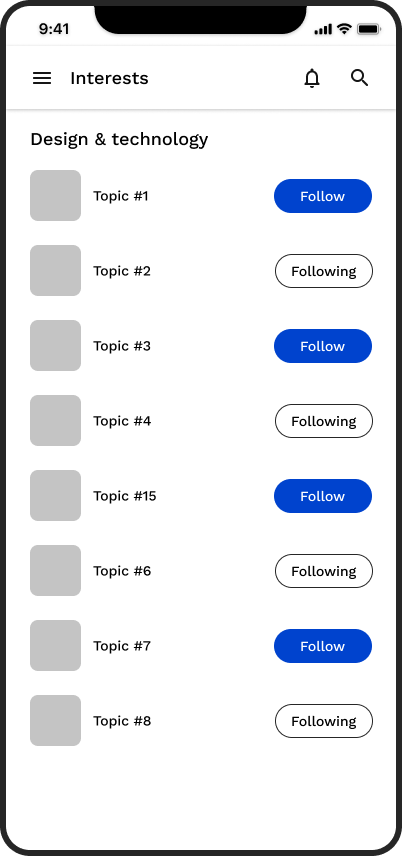 9:41
Interests
Design & technology
Topic #1 Follow
Topic #2 Following
Topic #3 Follow
Topic #4 Following
Topic #15 Follow
Topic #6 Following
Topic #7 Follow
Topic #8 Following